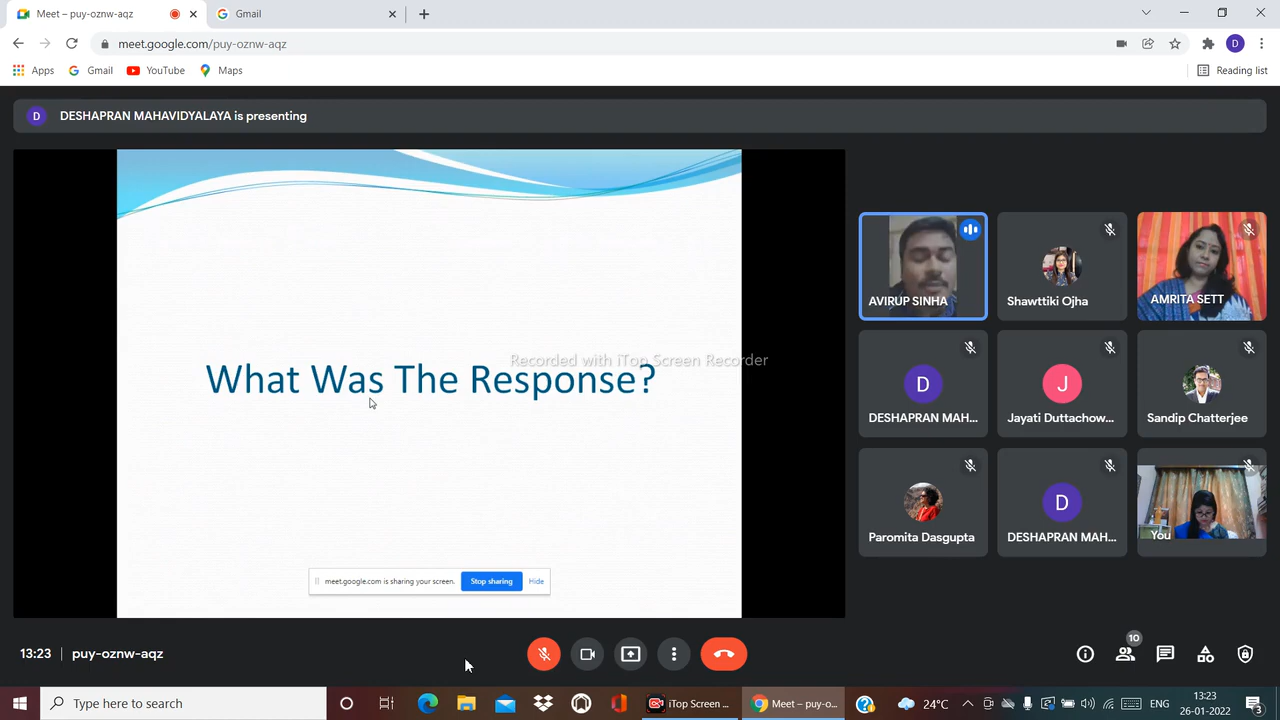 Meet – puy-oznw-aqz
Gmail
meet.google.com/puy-oznw-aqz
D
Apps
Gmail
YouTube
Maps
Reading list
D
DESHAPRAN MAHAVIDYALAYA is presenting
What Was The Response?
Recorded with iTop Screen Recorder
meet.google.com is sharing your screen.
Stop sharing
Hide
AVIRUP SINHA
Shawttiki Ojha
AMRITA SETT
D
DESHAPRAN MAH...
J
Jayati Duttachow...
Sandip Chatterjee
Paromita Dasgupta
D
DESHAPRAN MAH...
You
13:23
puy-oznw-aqz
10
Type here to search
iTop Screen ...
Meet – puy-o...
24°C
ENG
13:23
26-01-2022
3